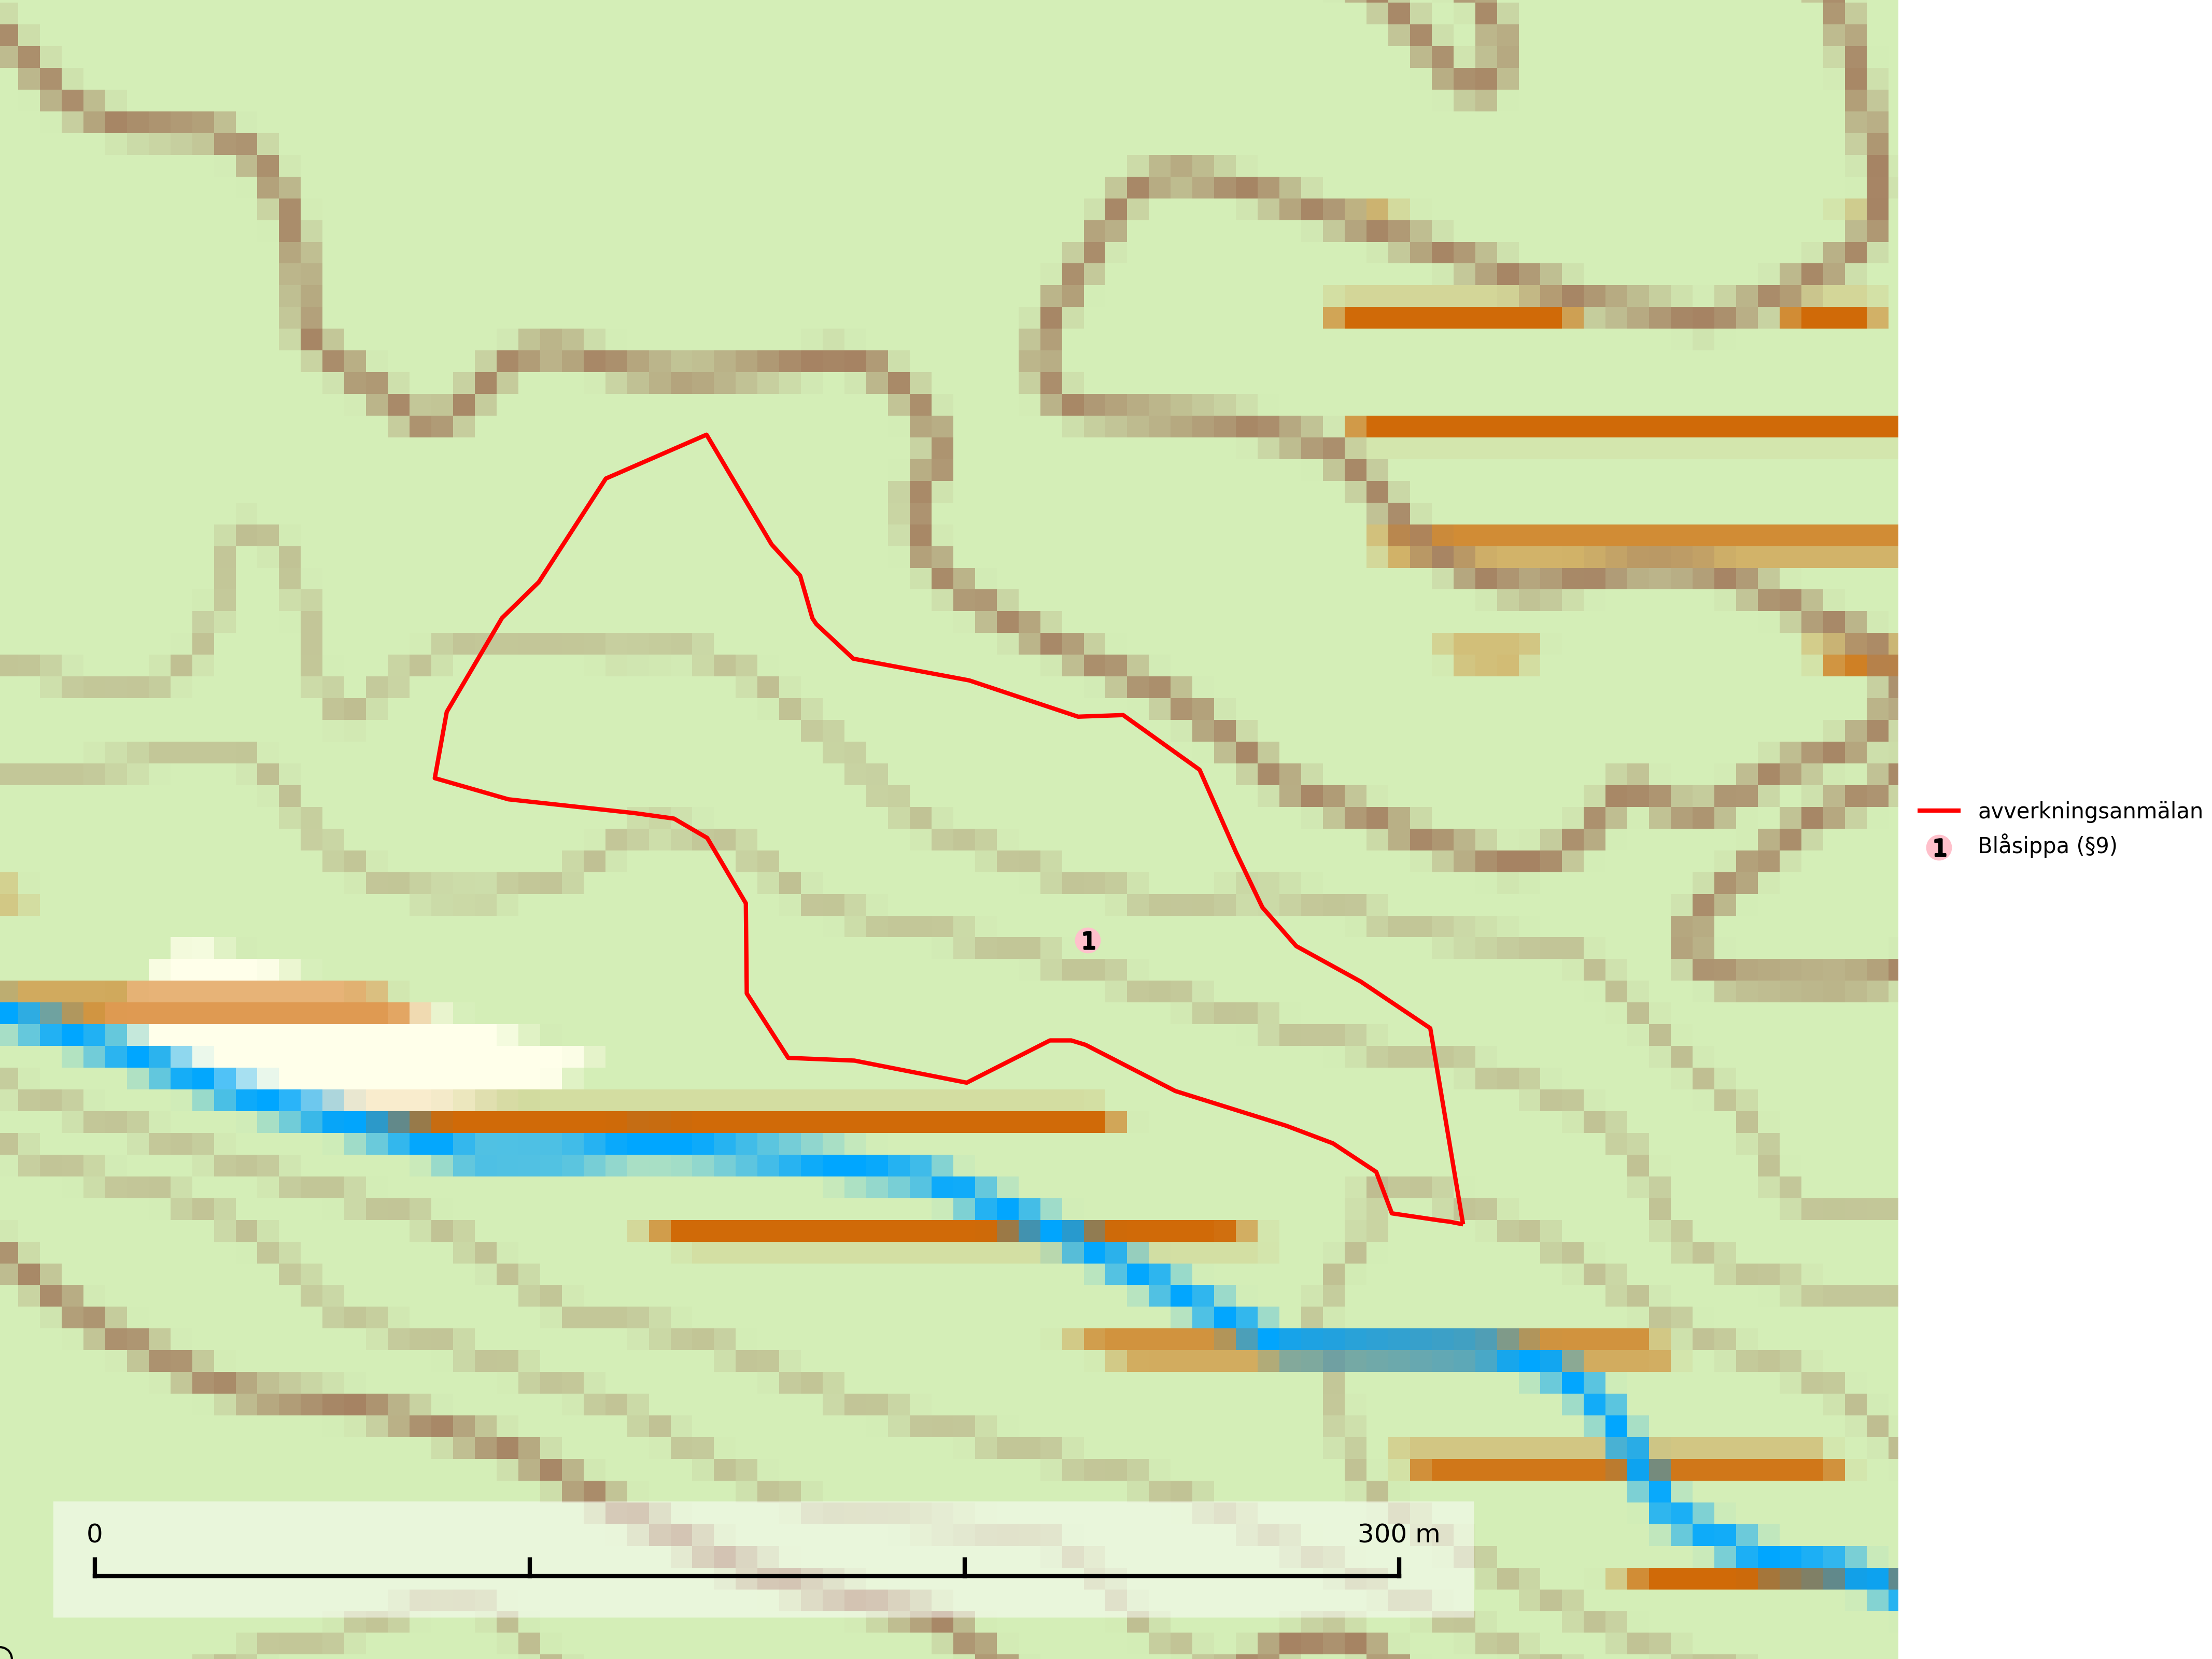 1
avverkningsanmälan
1 Blåsippa (§9)
0 300 m